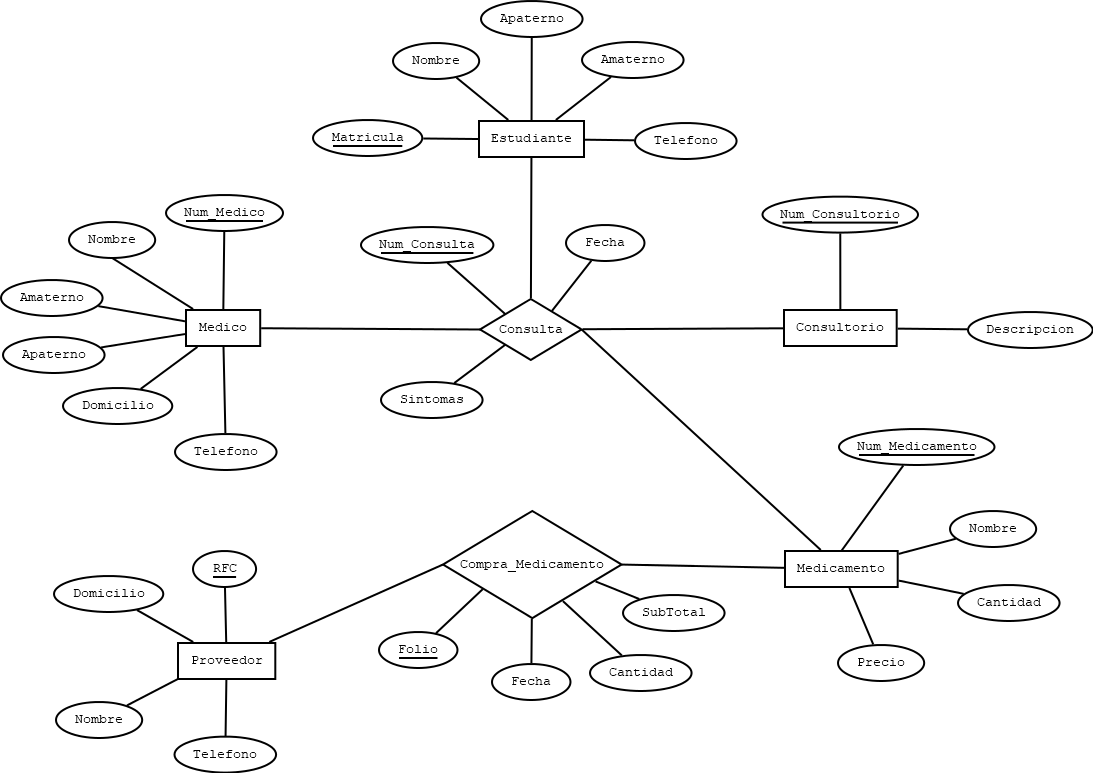 Apaterno
Nombre
Amaterno
Matricula
Estudiante
Telefono
Num_Medico
Num_Consultorio
Nombre
Num_Consulta
Fecha
Amaterno
Medico
Consulta
Consultorio
Descripcion
Apaterno
Domicilio
Sintomas
Telefono
Num_Medicamento
Nombre
RFC
Compra_Medicamento
Medicamento
Domicilio
Cantidad
SubTotal
Folio
Proveedor
Precio
Fecha
Cantidad
Nombre
Telefono